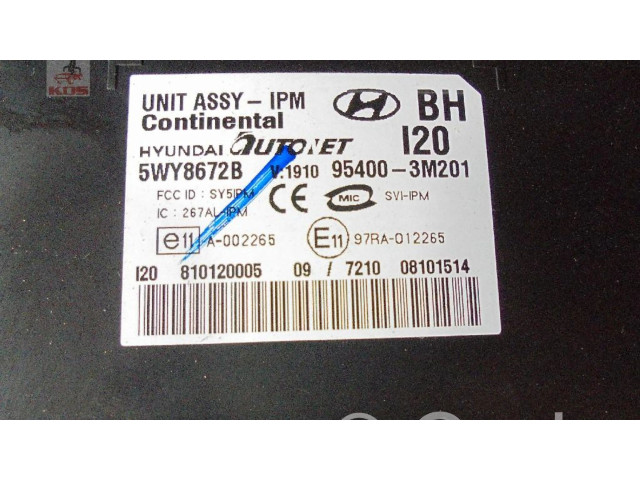 KDS
UNIT ASSY – IPM BH
Continental I20
HYUNDAI AUTONET
5WY8672B V:1910 95400–3M201
FCC ID : SY5IPM CE MIC SVI-IPM
IC : 267AL-IPM
e11 A-002265 E11 97RA-012265
I20 810120005 09 / 7210 08101514